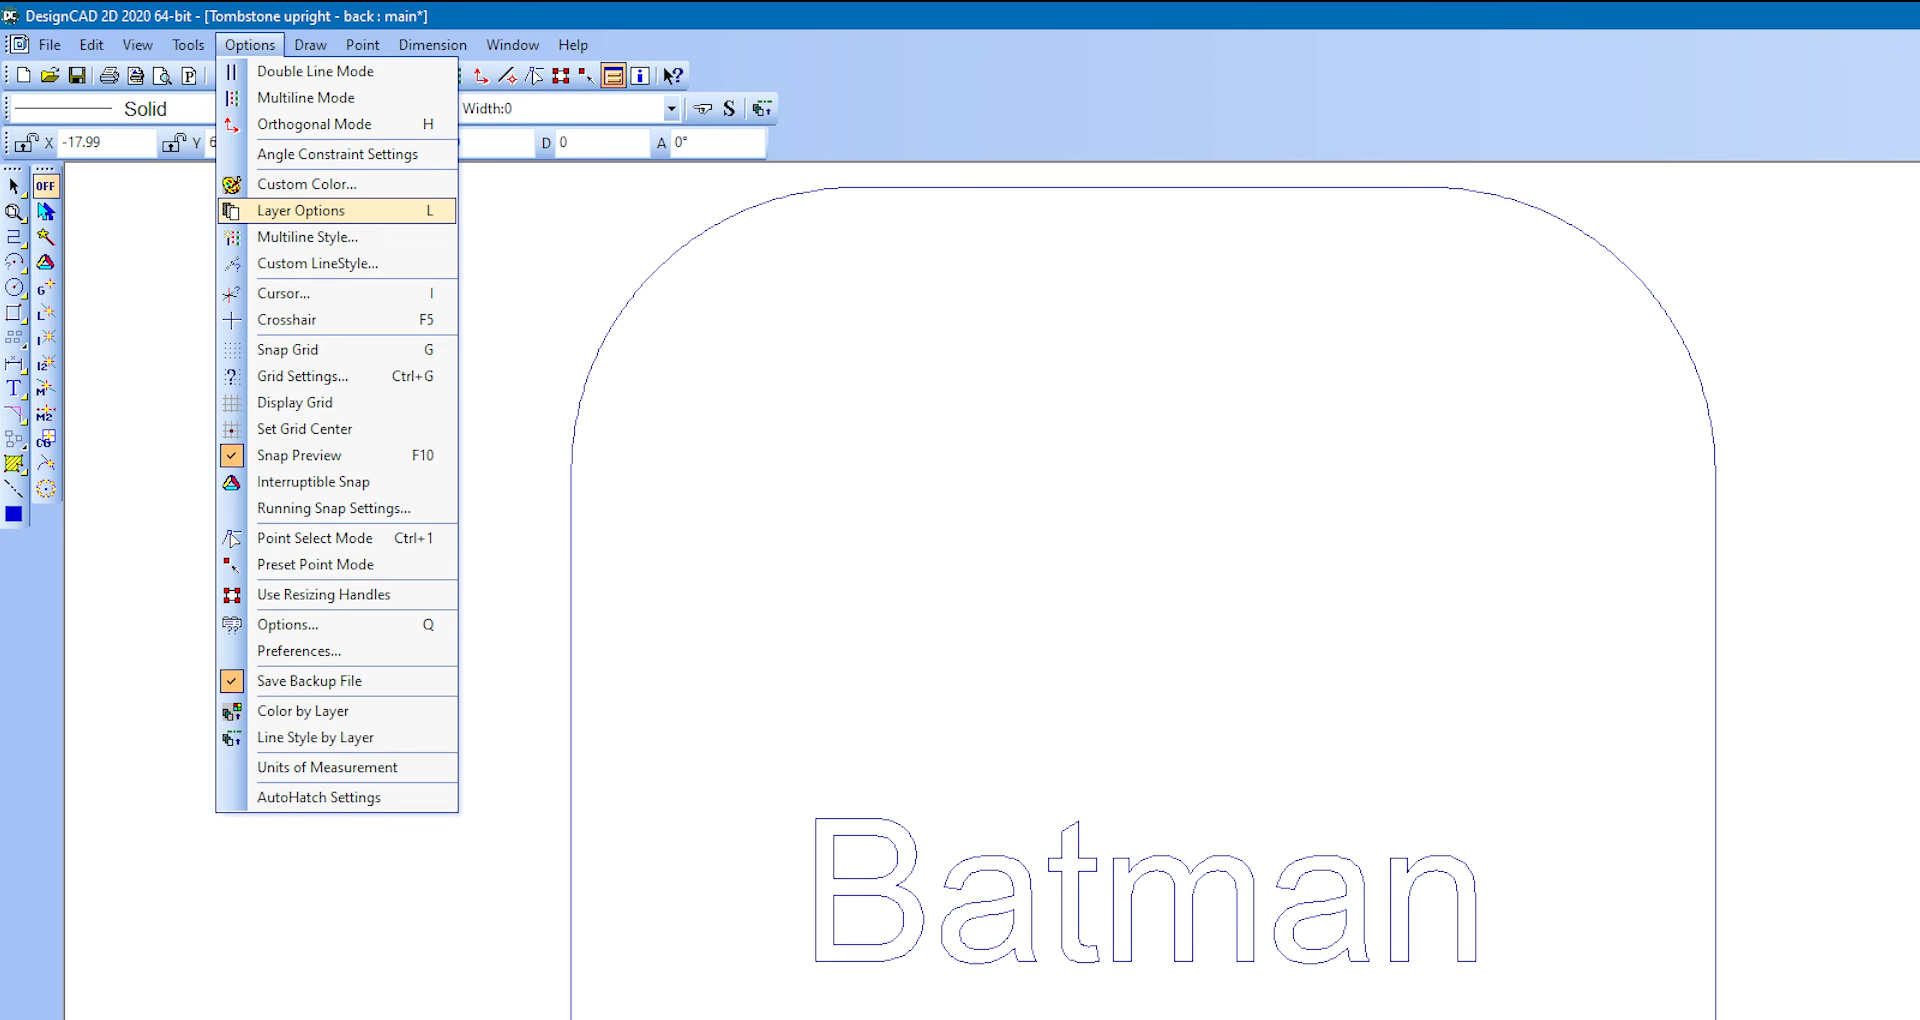 DesignCAD 2D 2020 64-bit - [Tombstone upright - back : main*]
File Edit View Tools Options Draw Point Dimension Window Help
Solid
Width:0
X -17.99 Y 6 D 0 A 0°
Double Line Mode
Multiline Mode
Orthogonal Mode H
Angle Constraint Settings
Custom Color...
Layer Options L
Multiline Style...
Custom LineStyle...
Cursor... I
Crosshair F5
Snap Grid G
Grid Settings... Ctrl+G
Display Grid
Set Grid Center
Snap Preview F10
Interruptible Snap
Running Snap Settings...
Point Select Mode Ctrl+1
Preset Point Mode
Use Resizing Handles
Options... Q
Preferences...
Save Backup File
Color by Layer
Line Style by Layer
Units of Measurement
AutoHatch Settings
OFF
Batman